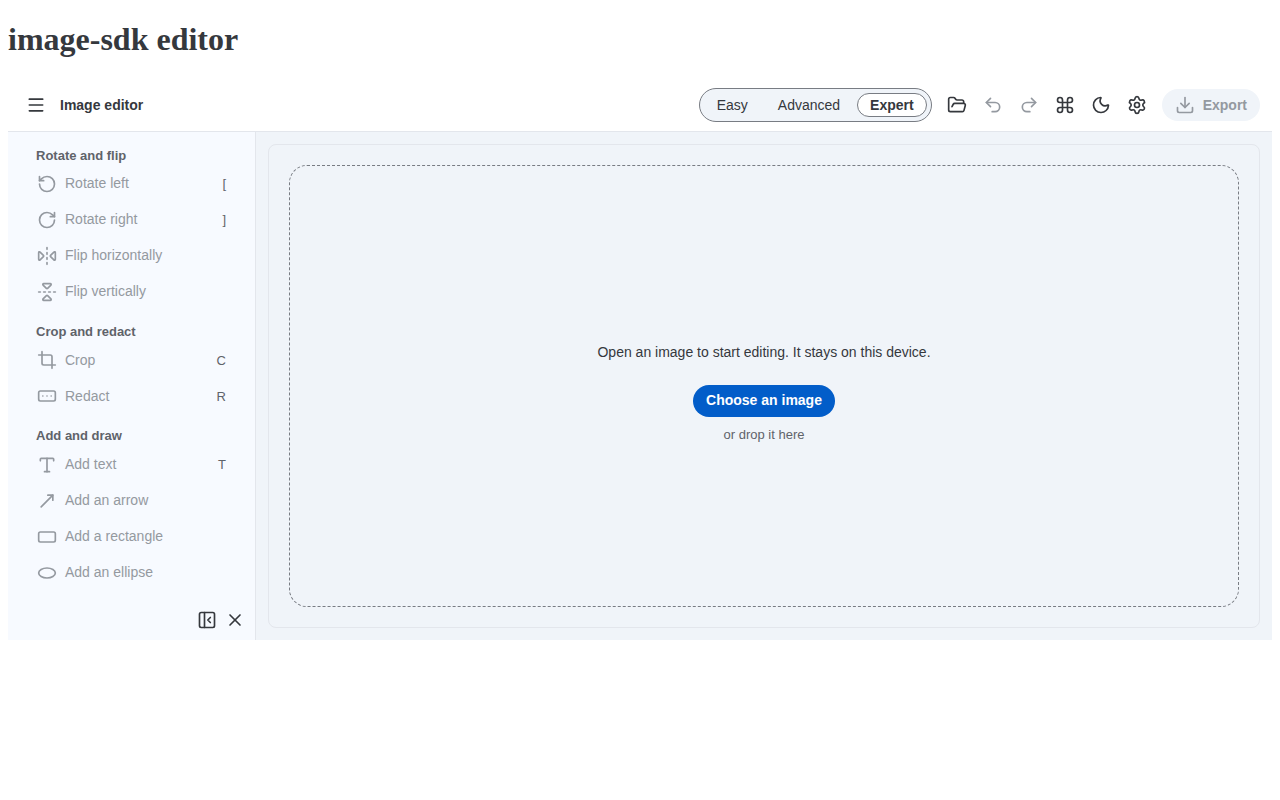 image-sdk editor
Image editor
Easy Advanced Expert
Export
Rotate and flip
Rotate left [
Rotate right ]
Flip horizontally
Flip vertically
Crop and redact
Crop C
Redact R
Add and draw
Add text T
Add an arrow
Add a rectangle
Add an ellipse
Open an image to start editing. It stays on this device.
Choose an image
or drop it here